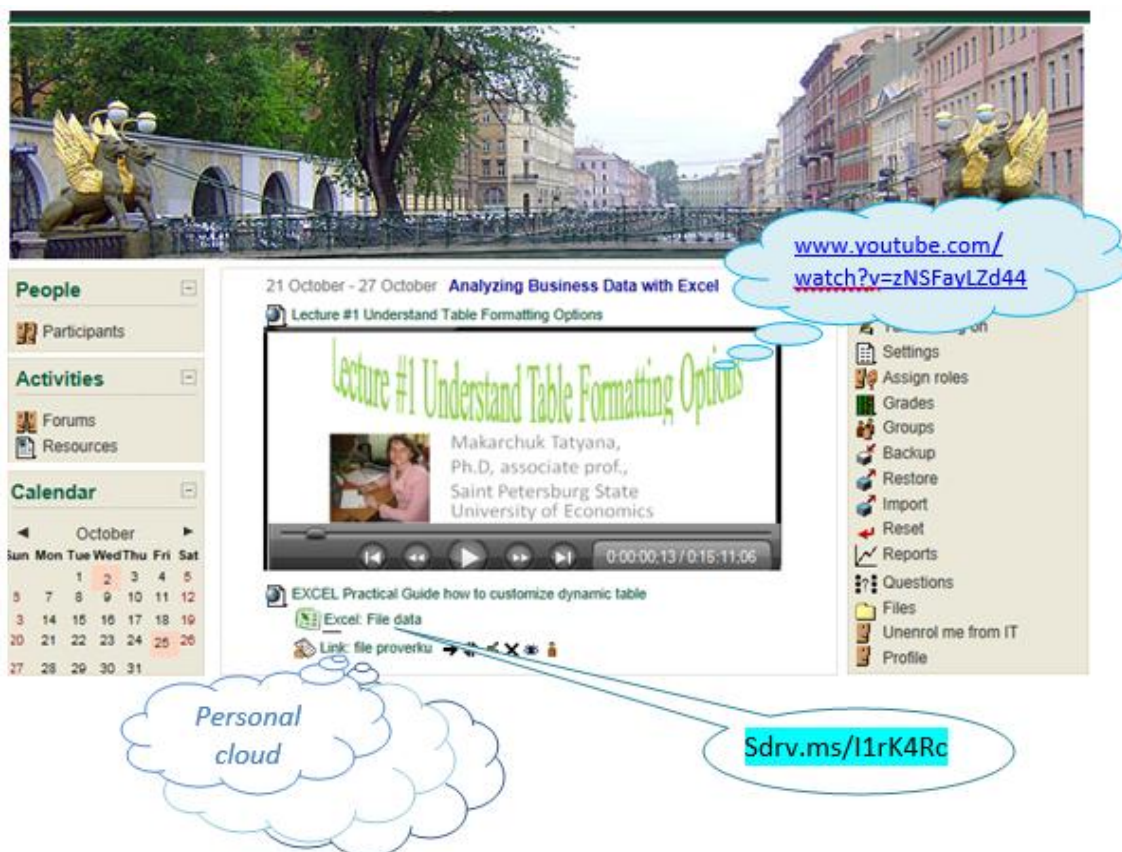 www.youtube.com/
watch?v=zNSFayLZd44
People
Participants
Activities
Forums
Resources
Calendar
October
Sun Mon Tue Wed Thu Fri Sat
1 2 3 4 5
6 7 8 9 10 11 12
3 14 15 16 17 18 19
20 21 22 23 24 25 26
27 28 29 30 31
21 October - 27 October Analyzing Business Data with Excel
Lecture #1 Understand Table Formatting Options
Lecture #1 Understand Table Formatting Options
Makarchuk Tatyana,
Ph.D, associate prof.,
Saint Petersburg State
University of Economics
0:00:00,13 / 0:16:11,06
EXCEL Practical Guide how to customize dynamic table
Excel: File data
Link: file proverku
Settings
Assign roles
Grades
Groups
Backup
Restore
Import
Reset
Reports
Questions
Files
Unenrol me from IT
Profile
Personal
cloud
Sdrv.ms/I1rK4Rc